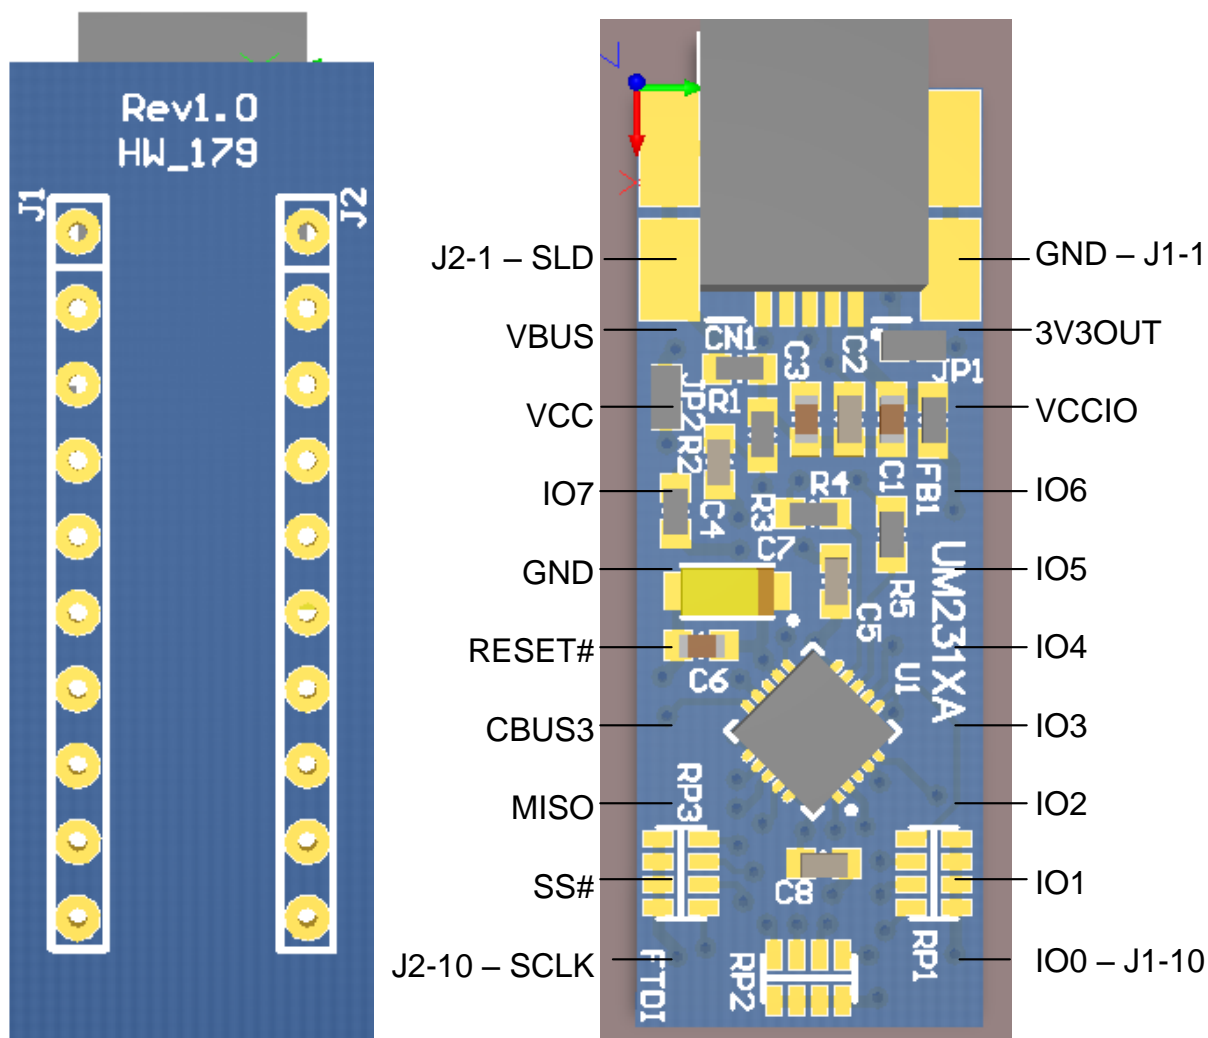 Rev1.0
HW_179
J1
J2
J2-1 – SLD
VBUS
VCC
IO7
GND
RESET#
CBUS3
MISO
SS#
J2-10 – SCLK
X
CN1
C3
C2
JP1
JP2
R1
R2
C4
R3
R4
C1
FB1
C7
C5
R5
UM231XA
C6
U1
RP3
C8
RP1
RP2
FTDI
GND – J1-1
3V3OUT
VCCIO
IO6
IO5
IO4
IO3
IO2
IO1
IO0 – J1-10